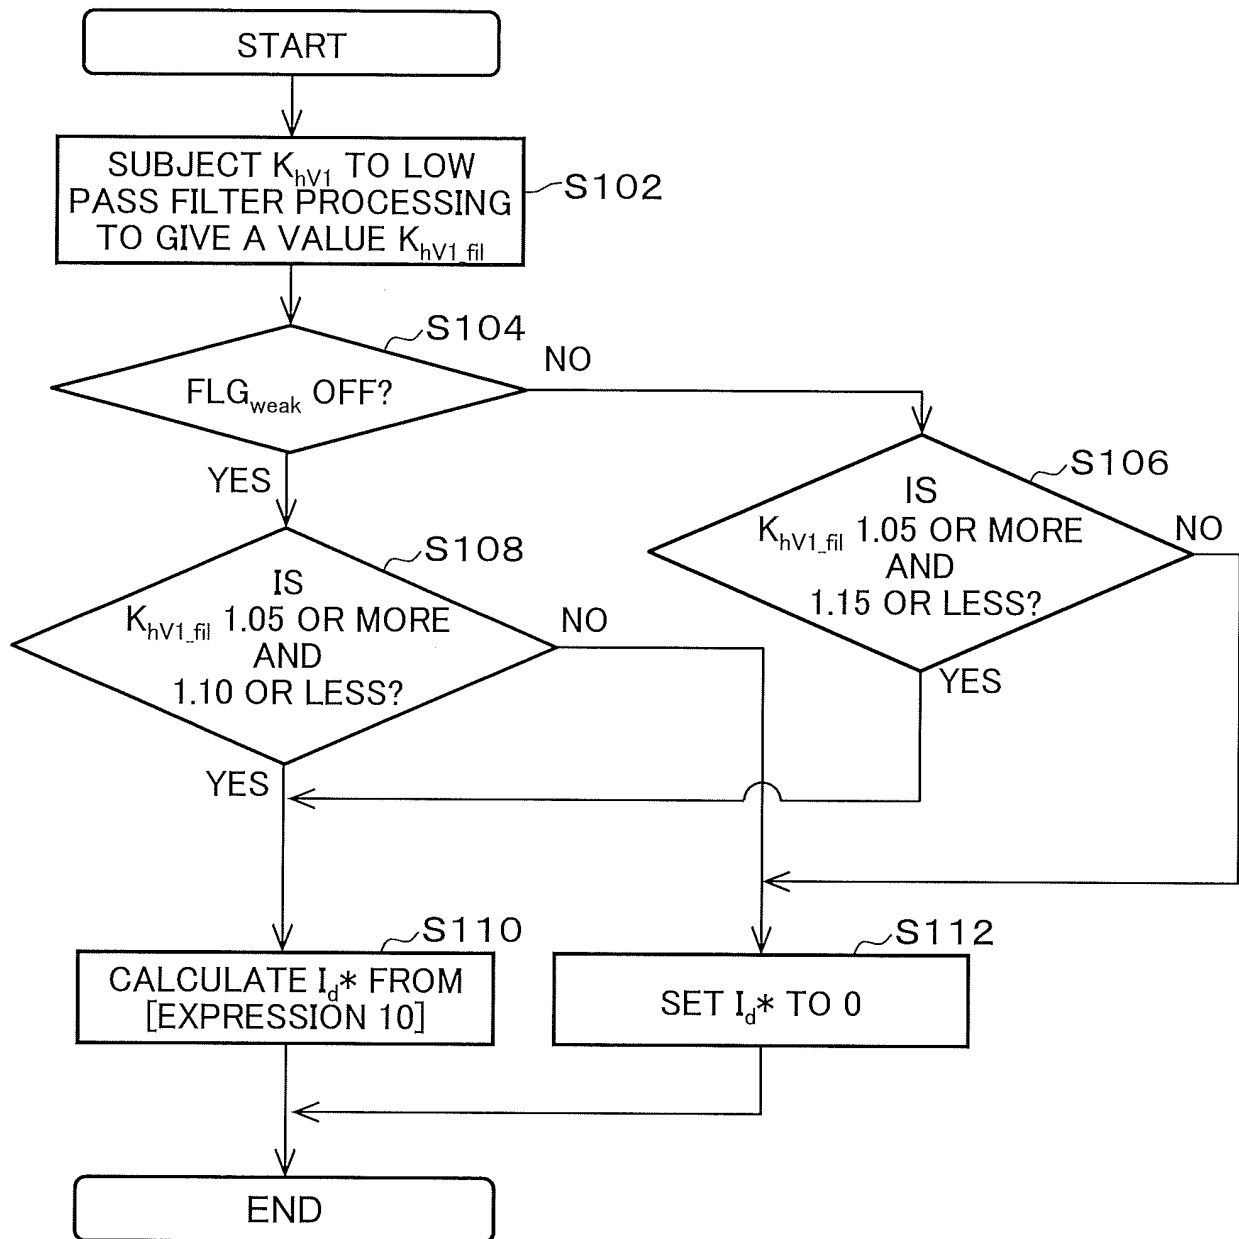 START
SUBJECT KhV1 TO LOW
PASS FILTER PROCESSING
TO GIVE A VALUE KhV1_fil
S102
S104
FLGweak OFF?
NO
YES
S106
IS
KhV1_fil 1.05 OR MORE
AND
1.15 OR LESS?
NO
YES
S108
IS
KhV1_fil 1.05 OR MORE
AND
1.10 OR LESS?
NO
YES
S110
CALCULATE Id* FROM
[EXPRESSION 10]
S112
SET Id* TO 0
END